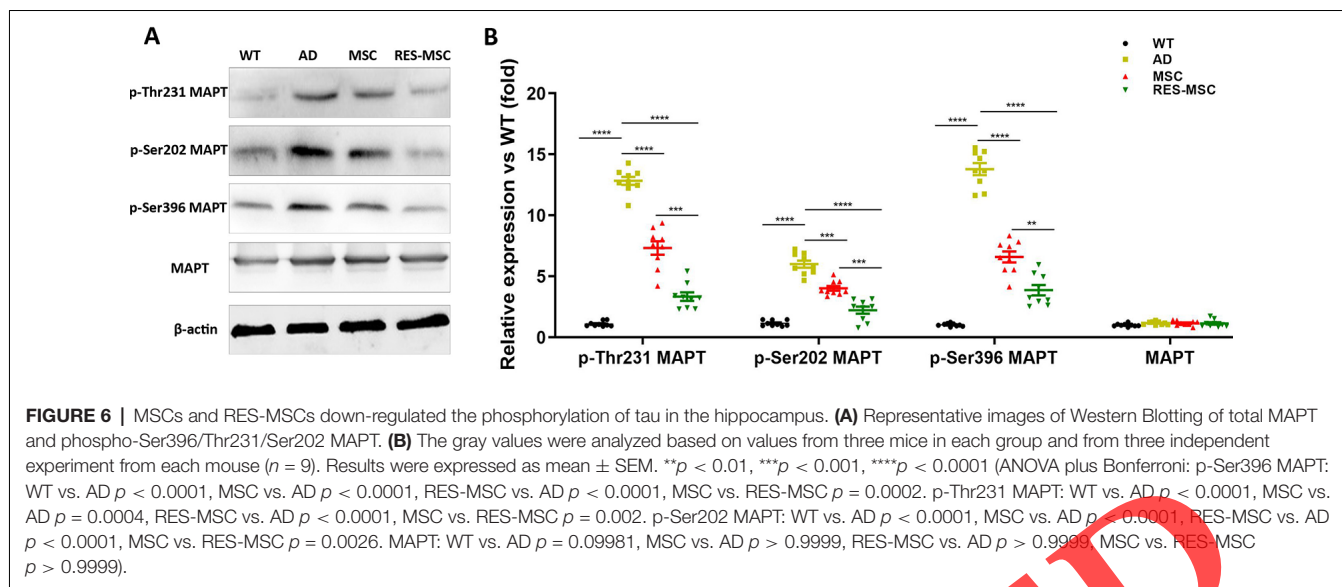 A
WT AD MSC RES-MSC
p-Thr231 MAPT
p-Ser202 MAPT
p-Ser396 MAPT
MAPT
β-actin
B
WT
AD
MSC
RES-MSC
Relative expression vs WT (fold)
20
15
10
5
0
**** **** **** ***
**** **** *** ***
**** **** **** **
p-Thr231 MAPT p-Ser202 MAPT p-Ser396 MAPT MAPT
FIGURE 6 | MSCs and RES-MSCs down-regulated the phosphorylation of tau in the hippocampus. (A) Representative images of Western Blotting of total MAPT
and phospho-Ser396/Thr231/Ser202 MAPT. (B) The gray values were analyzed based on values from three mice in each group and from three independent
experiment from each mouse (n = 9). Results were expressed as mean ± SEM. **p < 0.01, ***p < 0.001, ****p < 0.0001 (ANOVA plus Bonferroni: p-Ser396 MAPT:
WT vs. AD p < 0.0001, MSC vs. AD p < 0.0001, RES-MSC vs. AD p < 0.0001, MSC vs. RES-MSC p = 0.0002. p-Thr231 MAPT: WT vs. AD p < 0.0001, MSC vs.
AD p = 0.0004, RES-MSC vs. AD p < 0.0001, MSC vs. RES-MSC p = 0.002. p-Ser202 MAPT: WT vs. AD p < 0.0001, MSC vs. AD p < 0.0001, RES-MSC vs. AD
p < 0.0001, MSC vs. RES-MSC p = 0.0026. MAPT: WT vs. AD p = 0.09981, MSC vs. AD p > 0.9999, RES-MSC vs. AD p > 0.9999, MSC vs. RES-MSC
p > 0.9999).